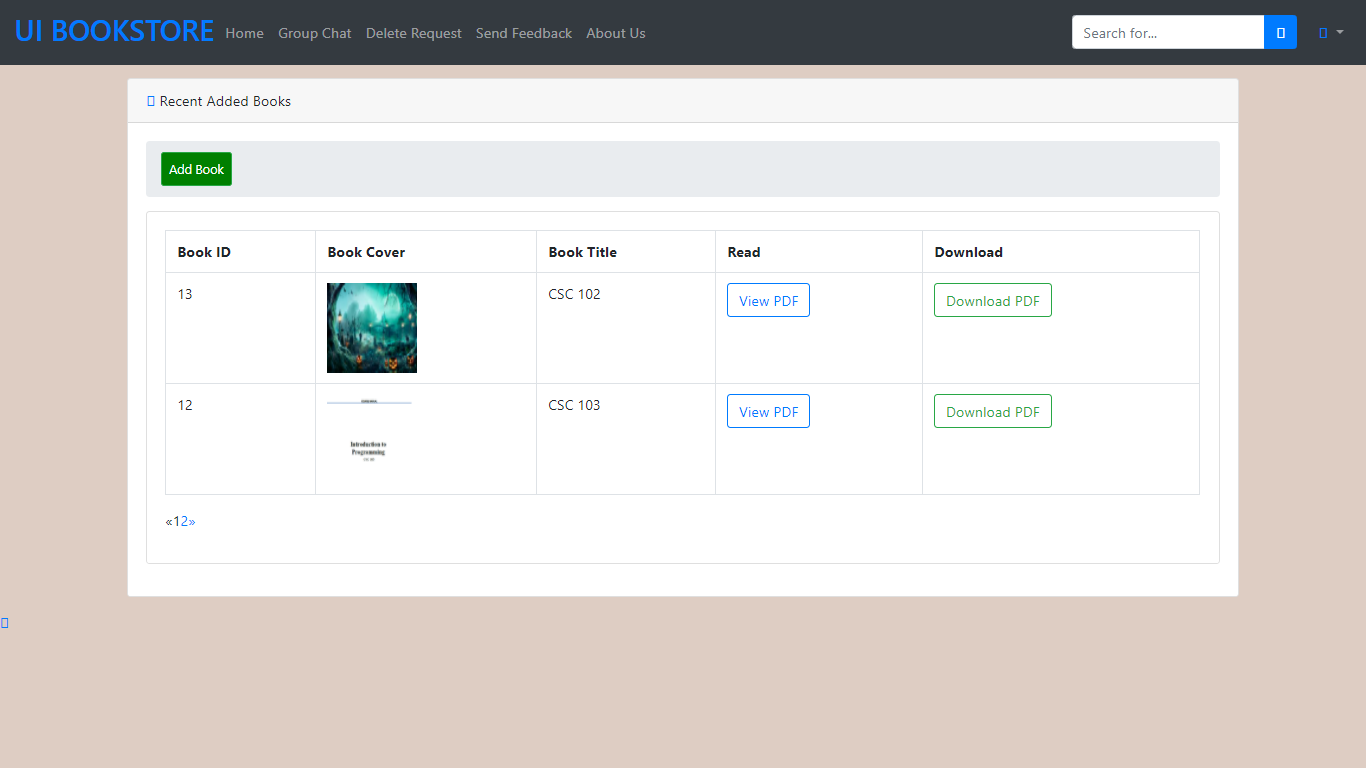 UI BOOKSTORE Home Group Chat Delete Request Send Feedback About Us Search for...
Recent Added Books
Add Book
Book ID Book Cover Book Title Read Download
13 CSC 102 View PDF Download PDF
12 CSC 103 View PDF Download PDF
Introduction to
Programming
«12»